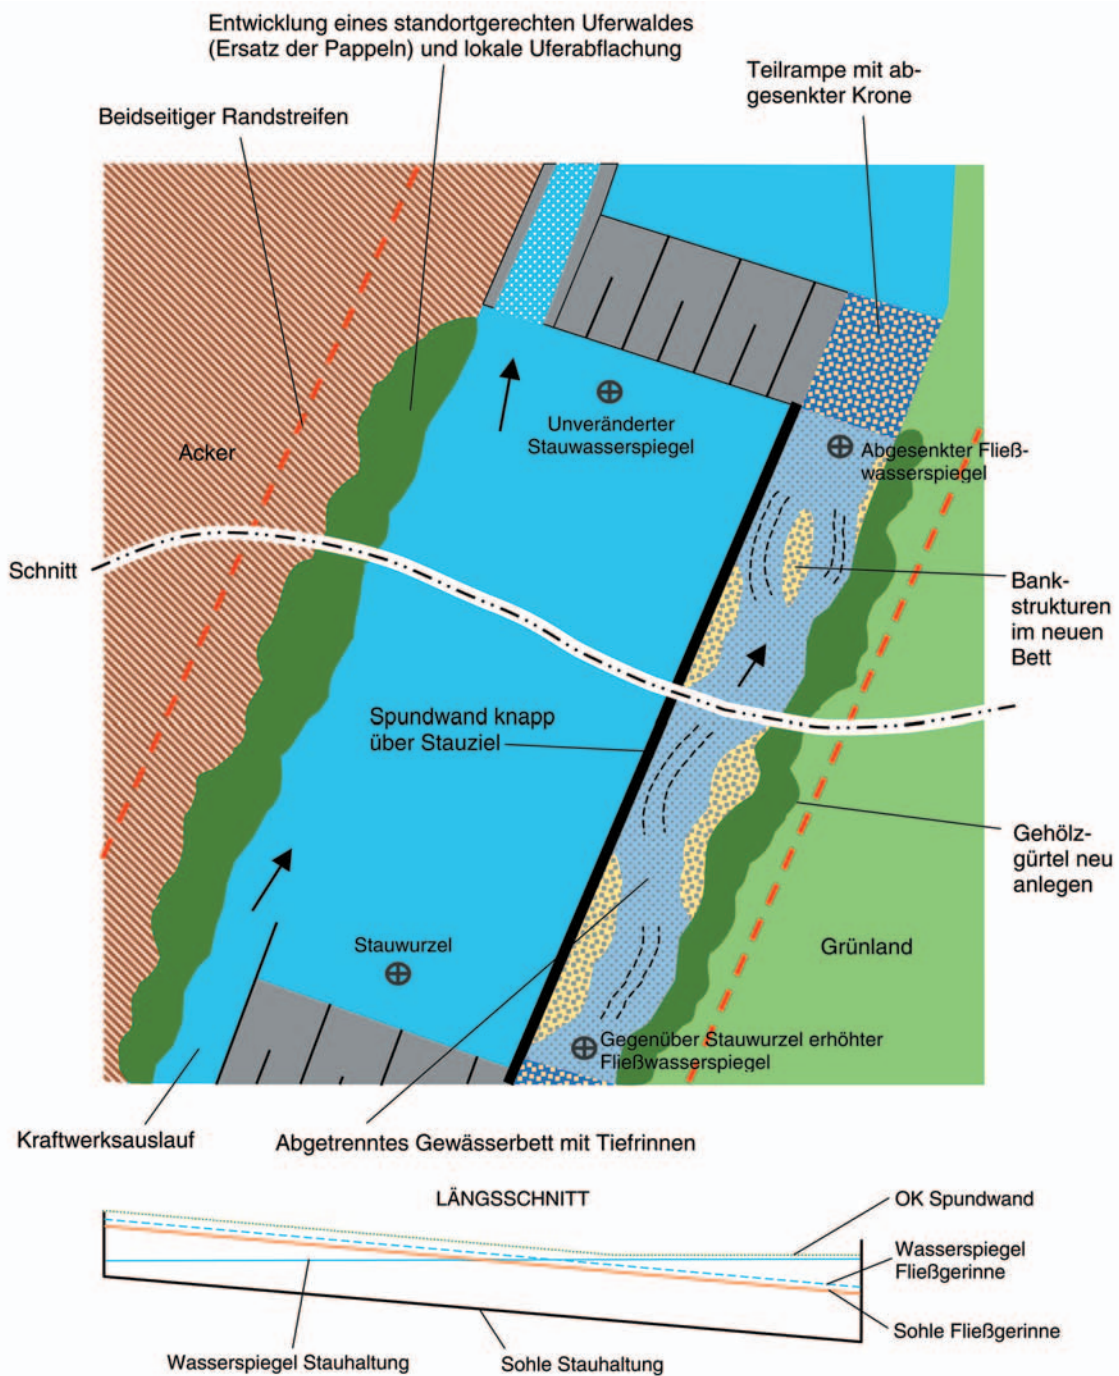 Entwicklung eines standortgerechten Uferwaldes
(Ersatz der Pappeln) und lokale Uferabflachung
Teilrampe mit ab-
gesenkter Krone
Beidseitiger Randstreifen
Acker
Unveränderter
Stauwasserspiegel
Abgesenkter Fließ-
wasserspiegel
Schnitt
Bank-
strukturen
im neuen
Bett
Spundwand knapp
über Stauziel
Gehölz-
gürtel neu
anlegen
Stauwurzel
Grünland
Gegenüber Stauwurzel erhöhter
Fließwasserspiegel
Kraftwerksauslauf
Abgetrenntes Gewässerbett mit Tiefrinnen
LÄNGSSCHNITT
OK Spundwand
Wasserspiegel
Fließgerinne
Sohle Fließgerinne
Wasserspiegel Stauhaltung
Sohle Stauhaltung